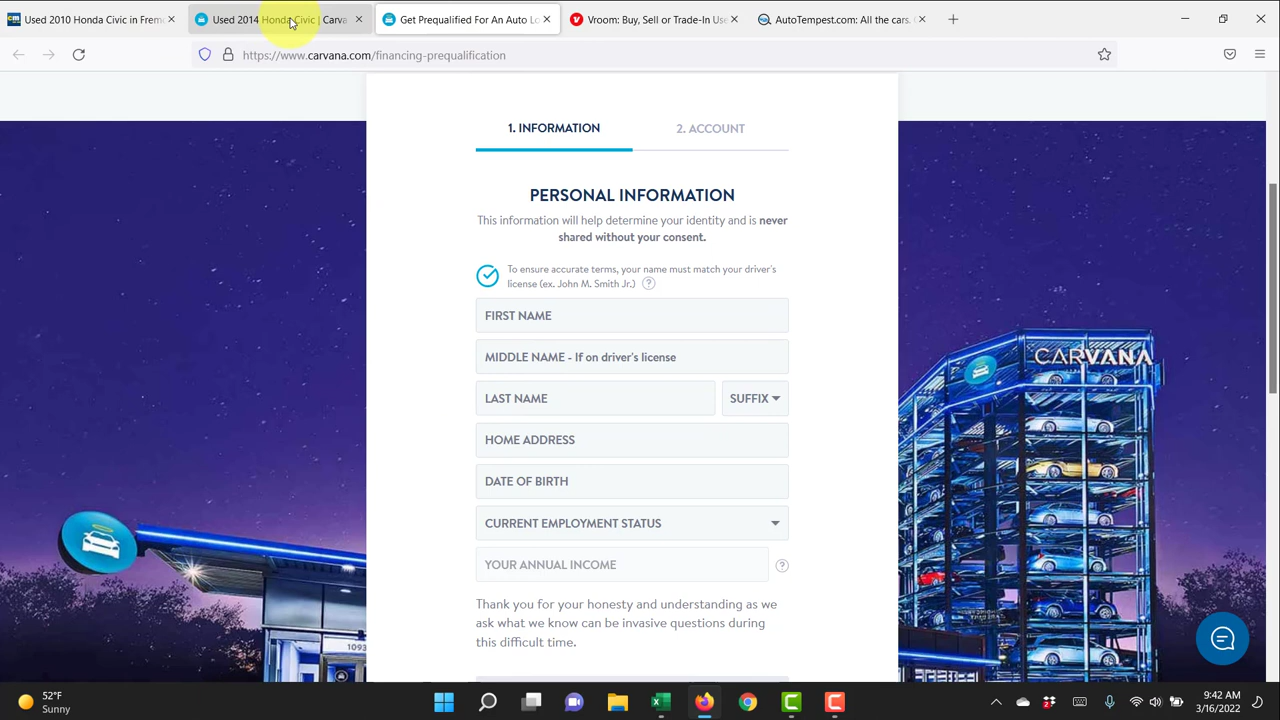 Used 2010 Honda Civic in Frem
Used 2014 Honda Civic | Carva
Get Prequalified For An Auto Lo
Vroom: Buy, Sell or Trade-In Use
AutoTempest.com: All the cars.
https://www.carvana.com/financing-prequalification
1. INFORMATION
2. ACCOUNT
PERSONAL INFORMATION
This information will help determine your identity and is never
shared without your consent.
To ensure accurate terms, your name must match your driver's
license (ex. John M. Smith Jr.) ?
FIRST NAME
MIDDLE NAME - If on driver's license
LAST NAME
SUFFIX
HOME ADDRESS
DATE OF BIRTH
CURRENT EMPLOYMENT STATUS
YOUR ANNUAL INCOME
?
Thank you for your honesty and understanding as we
ask what we know can be invasive questions during
this difficult time.
CARVANA
1093
52°F
Sunny
9:42 AM
3/16/2022